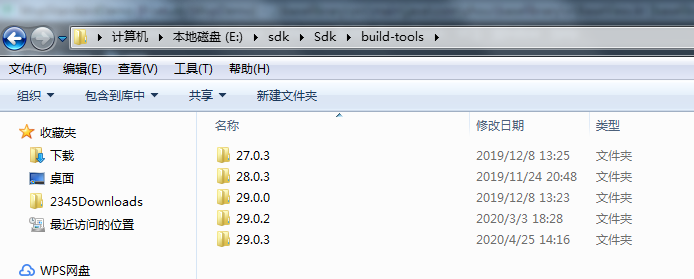 计算机 本地磁盘 (E:) sdk Sdk build-tools
文件(F) 编辑(E) 查看(V) 工具(T) 帮助(H)
组织 包含到库中 共享 新建文件夹
收藏夹
下载
桌面
2345Downloads
最近访问的位置
WPS网盘
名称 修改日期 类型
27.0.3 2019/12/8 13:25 文件夹
28.0.3 2019/11/24 20:48 文件夹
29.0.0 2019/12/8 13:23 文件夹
29.0.2 2020/3/3 18:28 文件夹
29.0.3 2020/4/25 14:16 文件夹